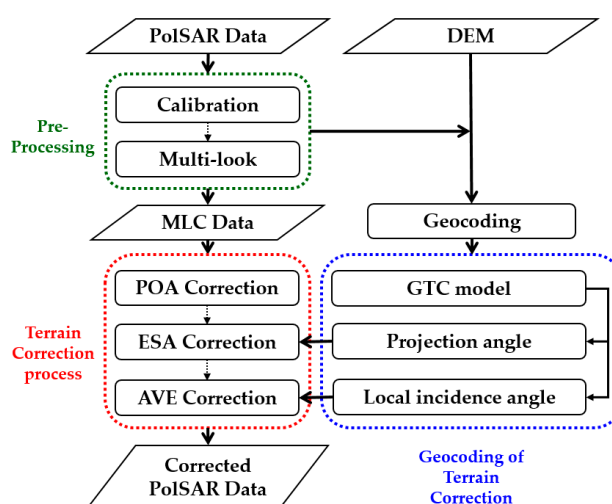 PolSAR Data
DEM
Pre-
Processing
Calibration
Multi-look
MLC Data
Geocoding
Terrain
Correction
process
POA Correction
ESA Correction
AVE Correction
GTC model
Projection angle
Local incidence angle
Corrected
PolSAR Data
Geocoding of
Terrain
Correction